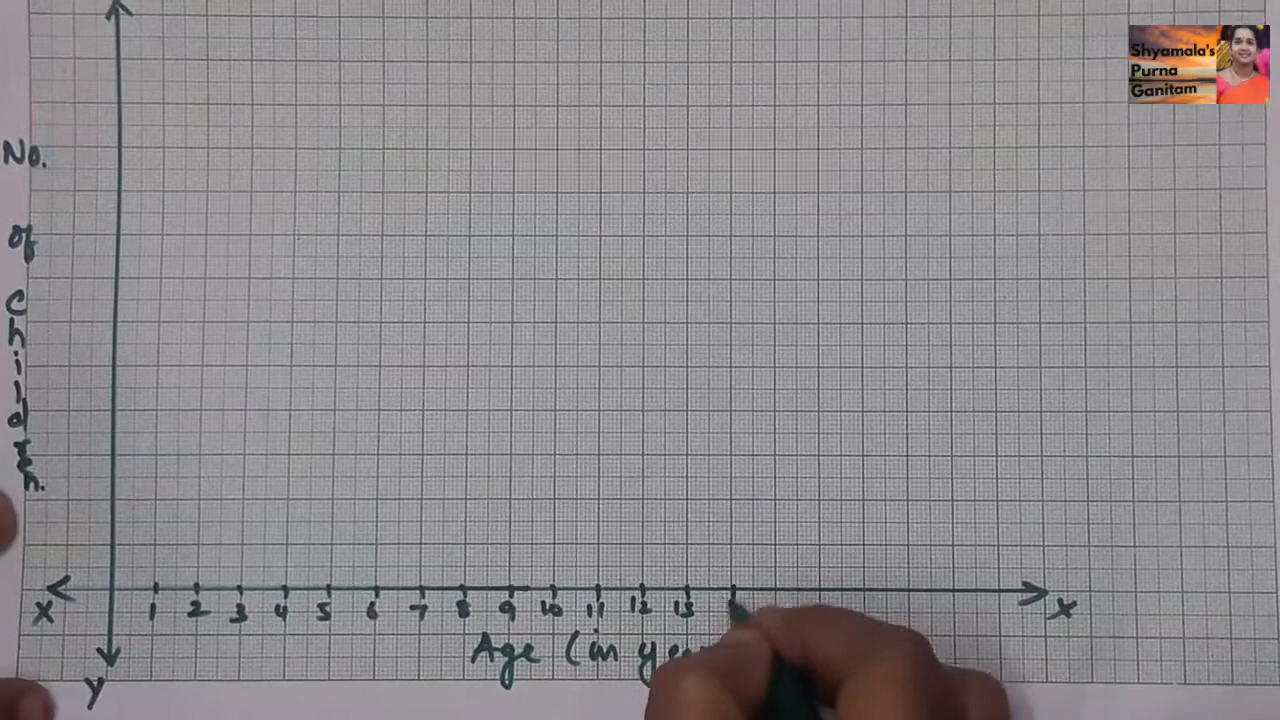 Shyamala's
Purna
Ganitam
No.
of
Children.
X
1 2 3 4 5 6 7 8 9 10 11 12 13
X
Age (in
Y